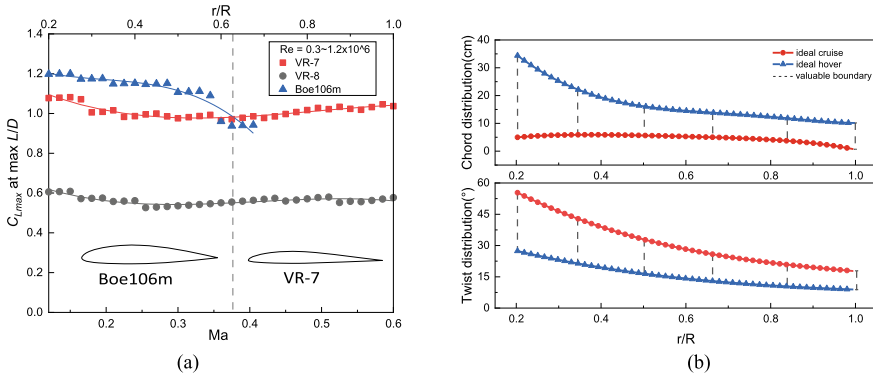 r/R
0.2 0.4 0.6 0.8 1.0
1.4
1.2
1.0
0.8
0.6
0.4
0.2
0.0
C_Lmax at max L/D
Re = 0.3~1.2x10^6
VR-7
VR-8
Boe106m
Boe106m
VR-7
0.2 0.3 0.4 0.5 0.6
Ma
(a)
40
30
20
10
0
Chord distribution(cm)
ideal cruise
ideal hover
valuable boundary
60
45
30
15
0
Twist distribution(°)
0.2 0.4 0.6 0.8 1.0
r/R
(b)